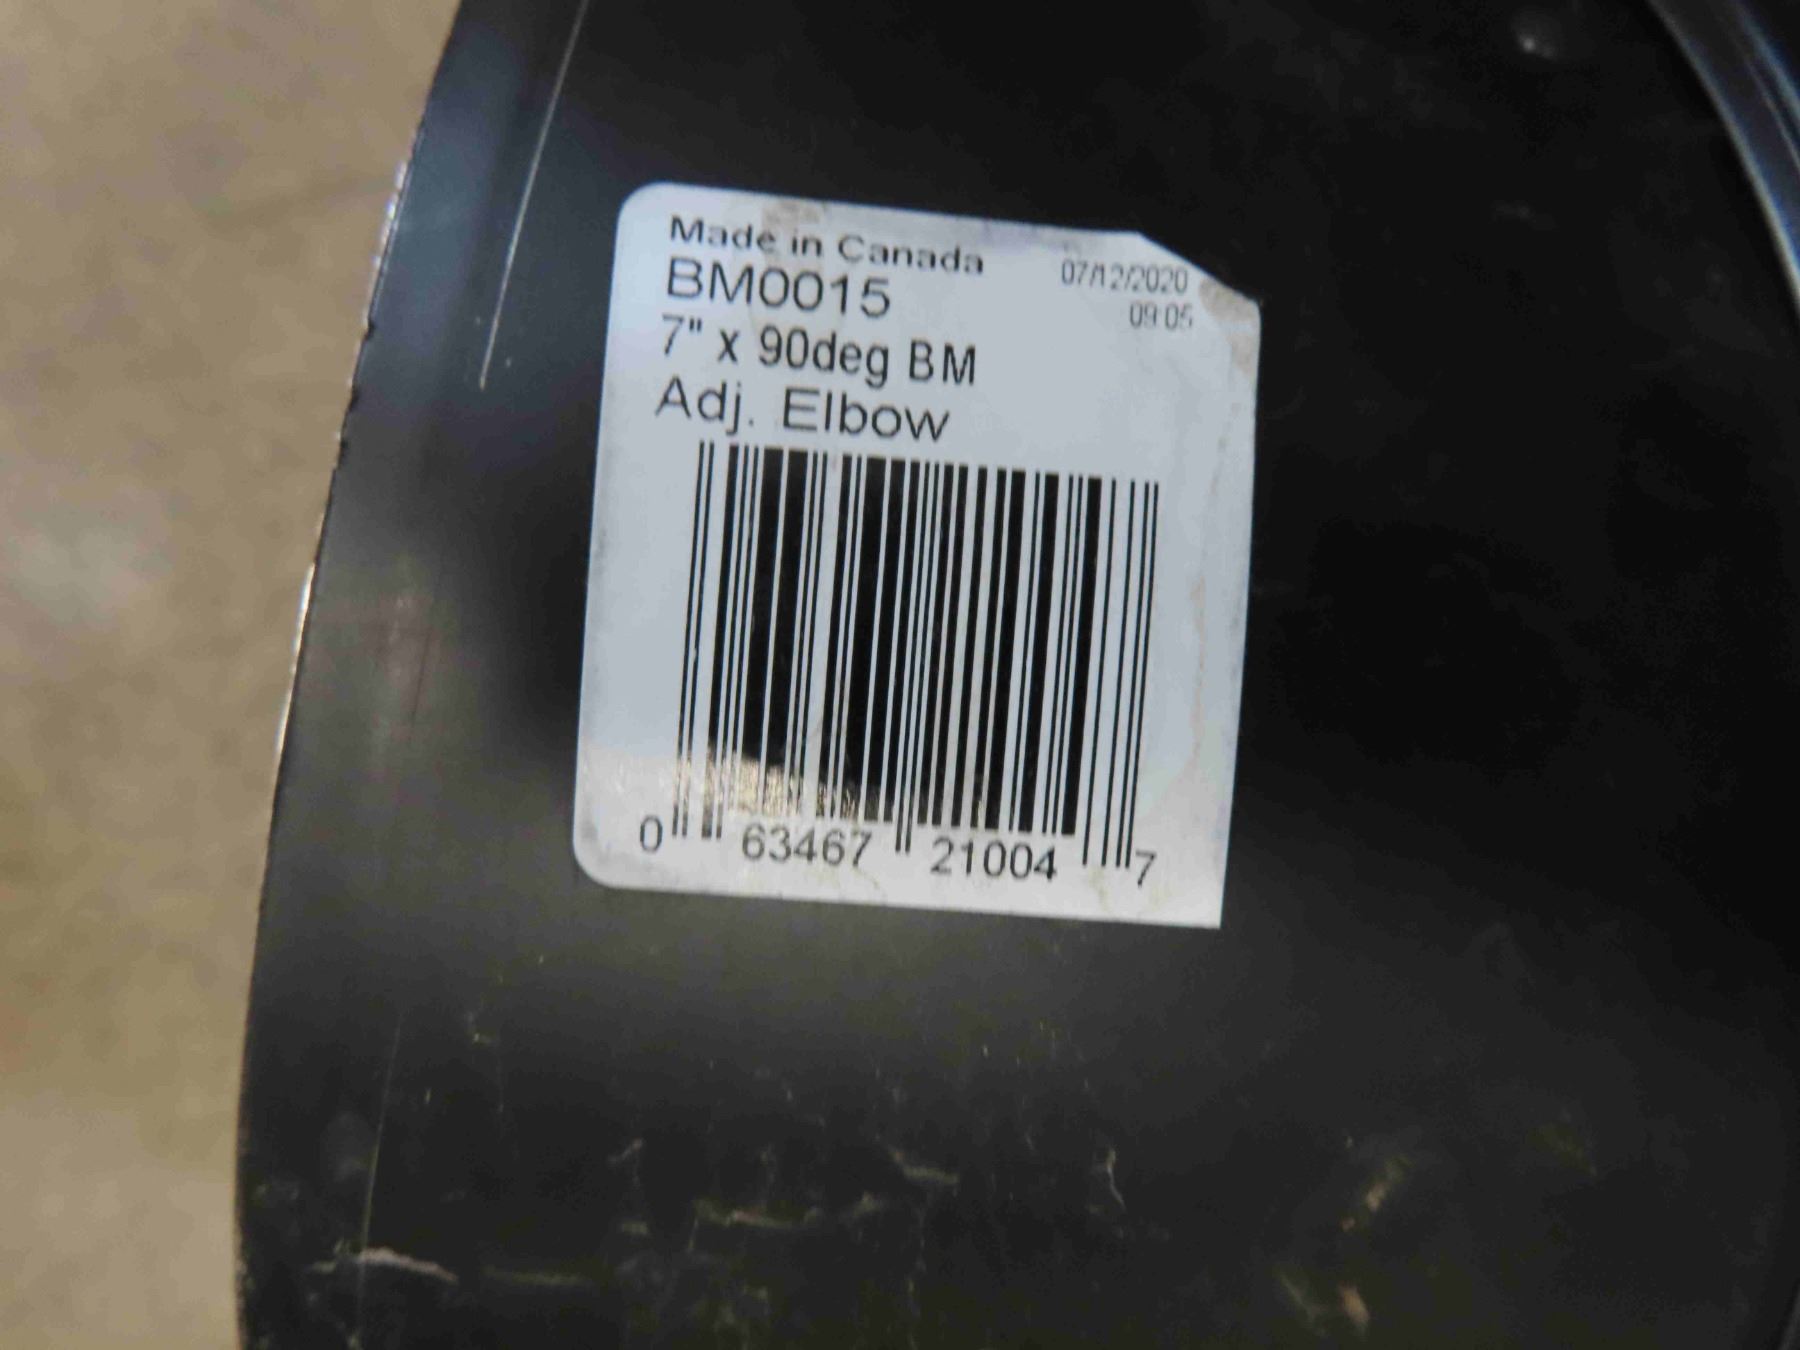 Made in Canada
07/12/2020
BM0015
09:05
7" x 90deg BM
Adj. Elbow
0 63467 21004 7